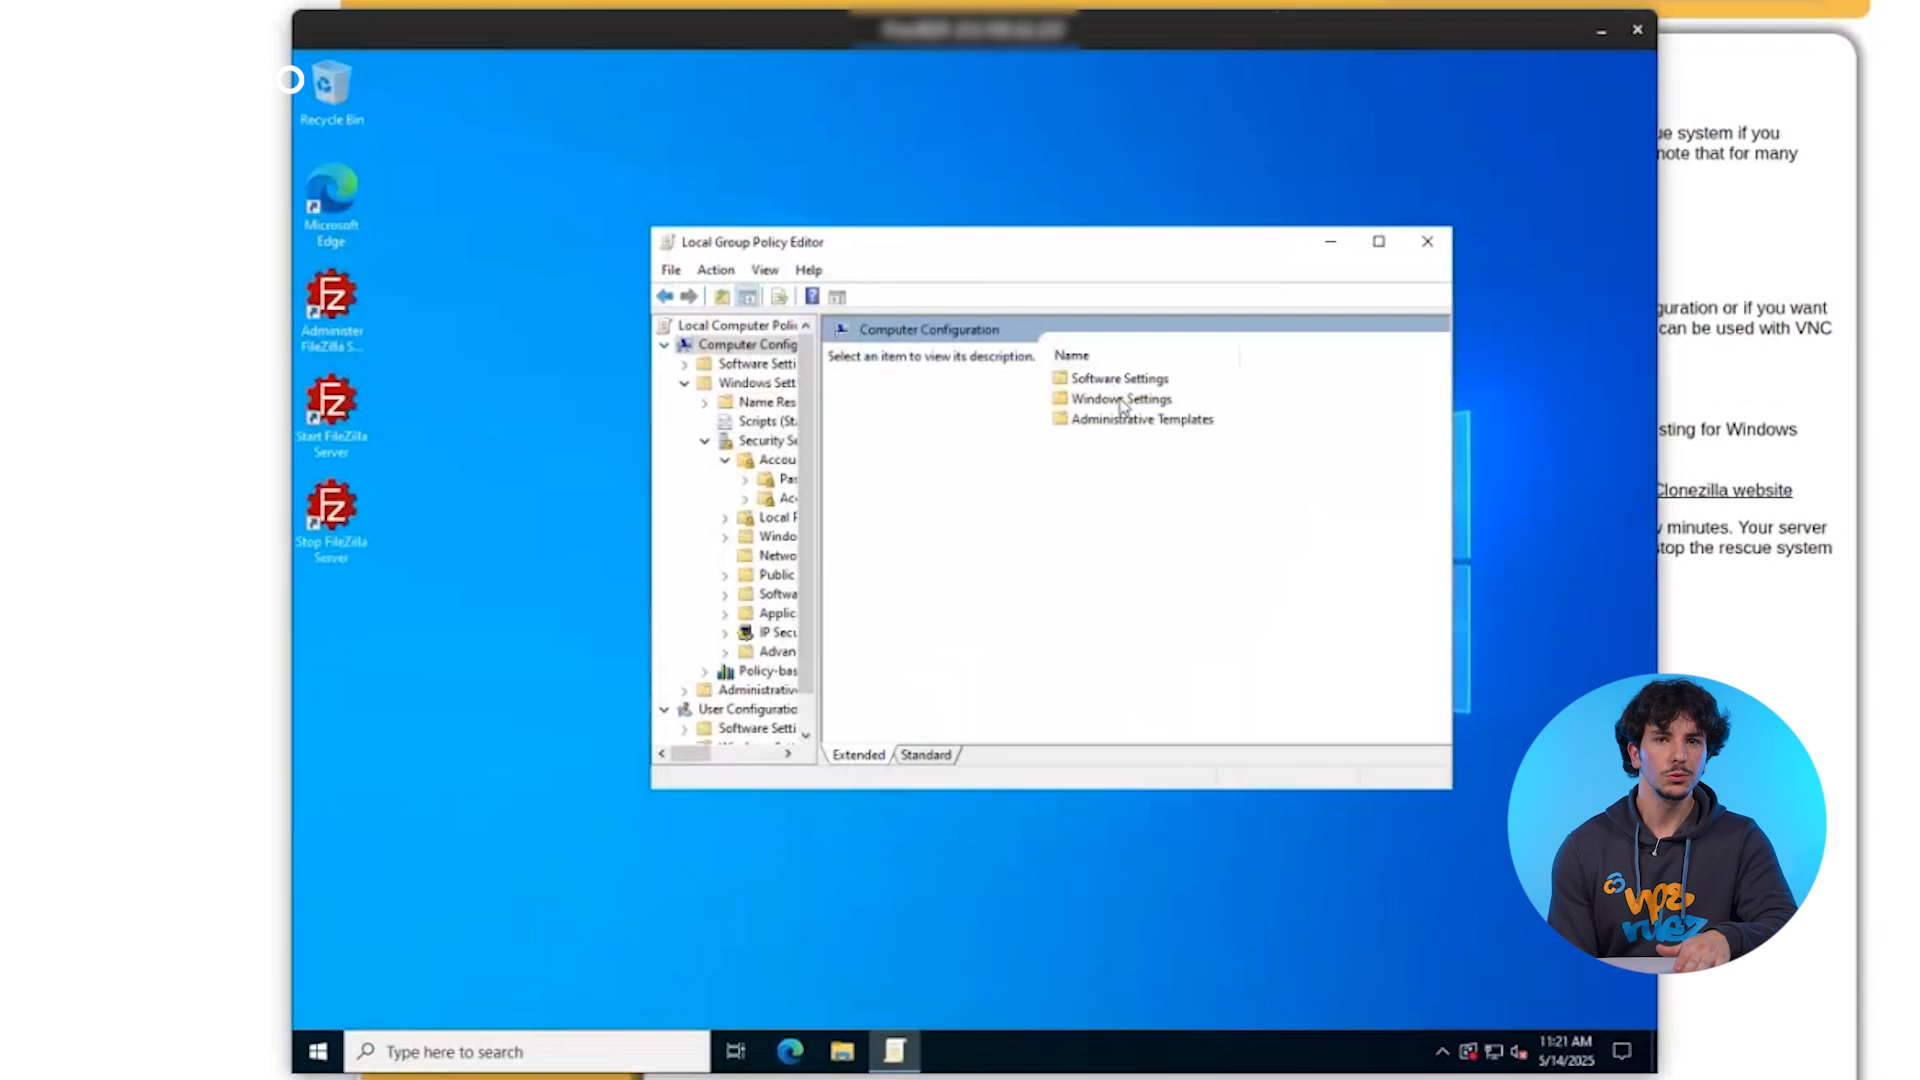 Recycle Bin
Microsoft
Edge
Administer
FileZilla S...
Start FileZilla
Server
Stop FileZilla
Server
Local Group Policy Editor
File Action View Help
Local Computer Poli
Computer Config
Software Setti
Windows Sett
Name Res
Scripts (St
Security Se
Accou
Pa
Ac
Local P
Windo
Netwo
Public
Softwa
Applic
IP Secu
Advan
Policy-bas
Administrative
User Configuratio
Software Setti
Computer Configuration
Select an item to view its description.
Name
Software Settings
Windows Settings
Administrative Templates
Extended Standard
ue system if you
note that for many
guration or if you want
can be used with VNC
sting for Windows
Clonezilla website
v minutes. Your server
stop the rescue system
Type here to search
11:21 AM
5/14/2025